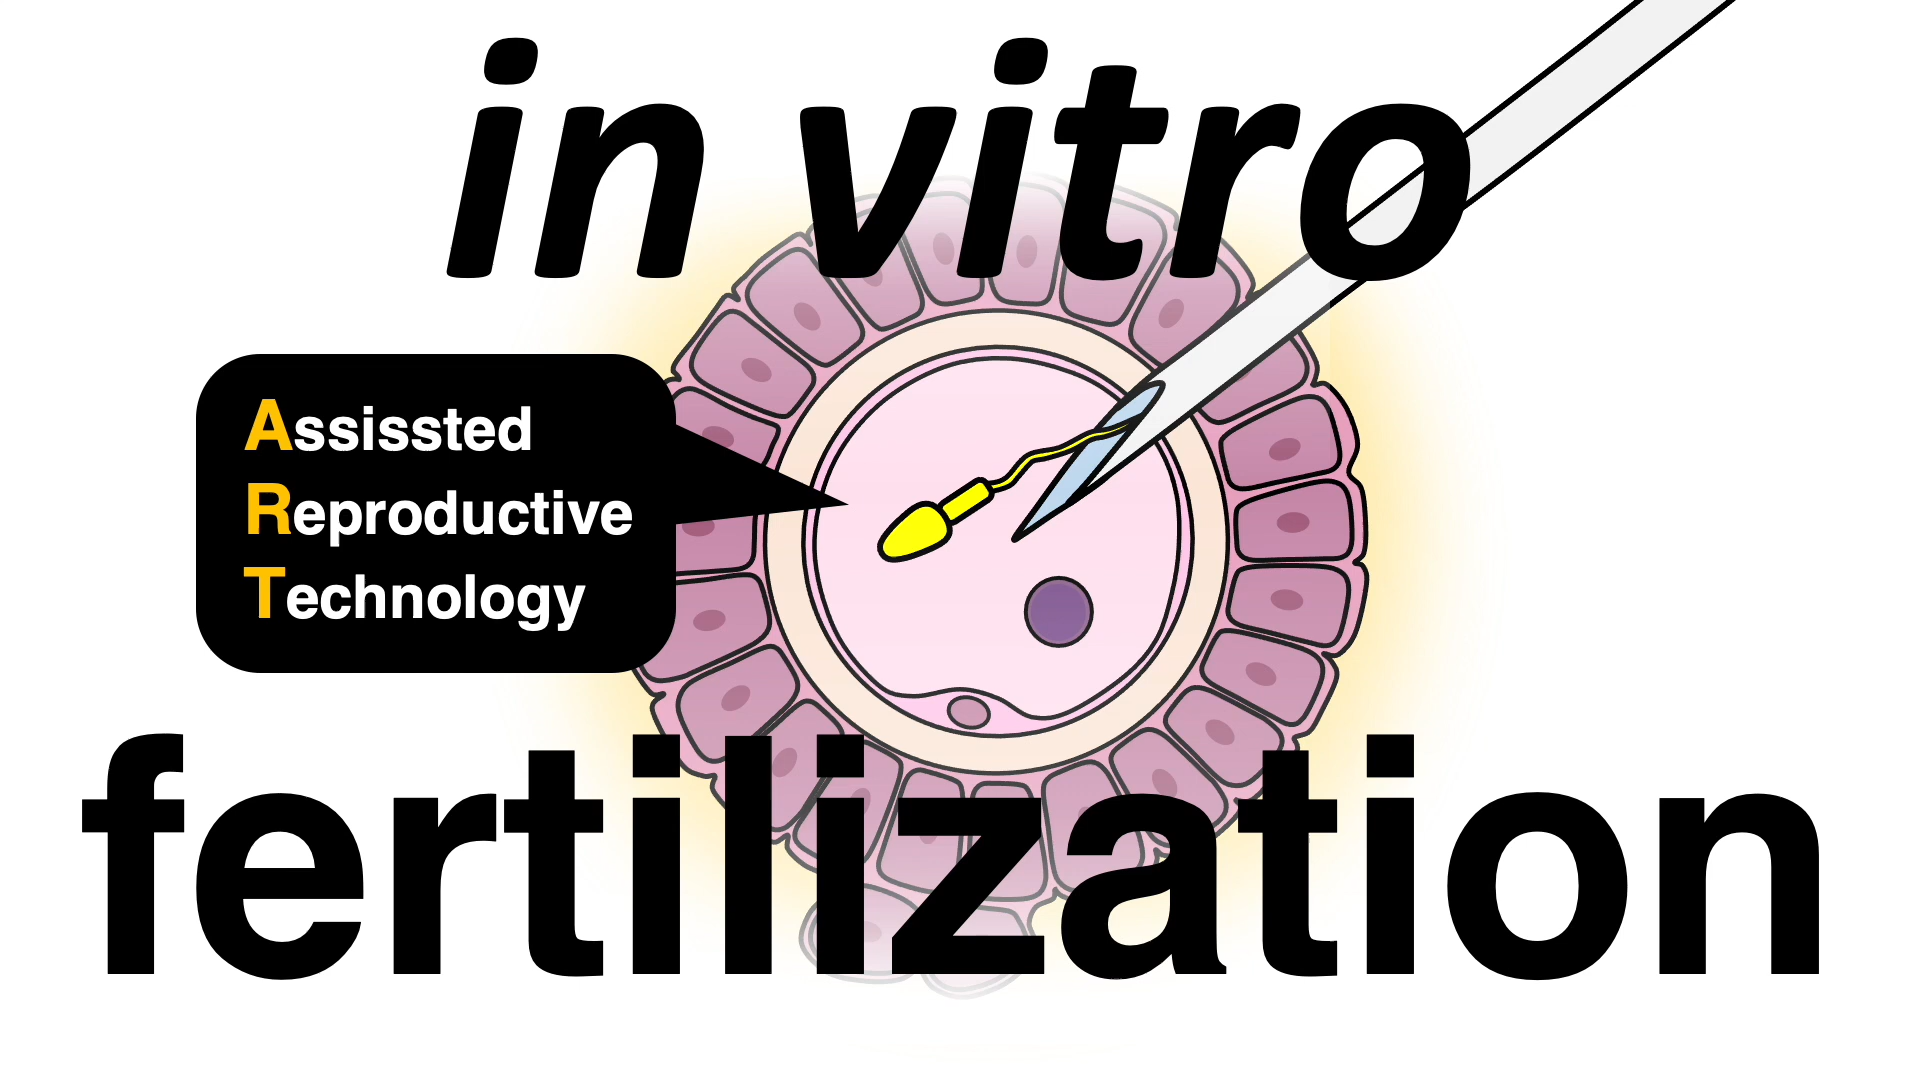 in vitro
Assissted
Reproductive
Technology
fertilization